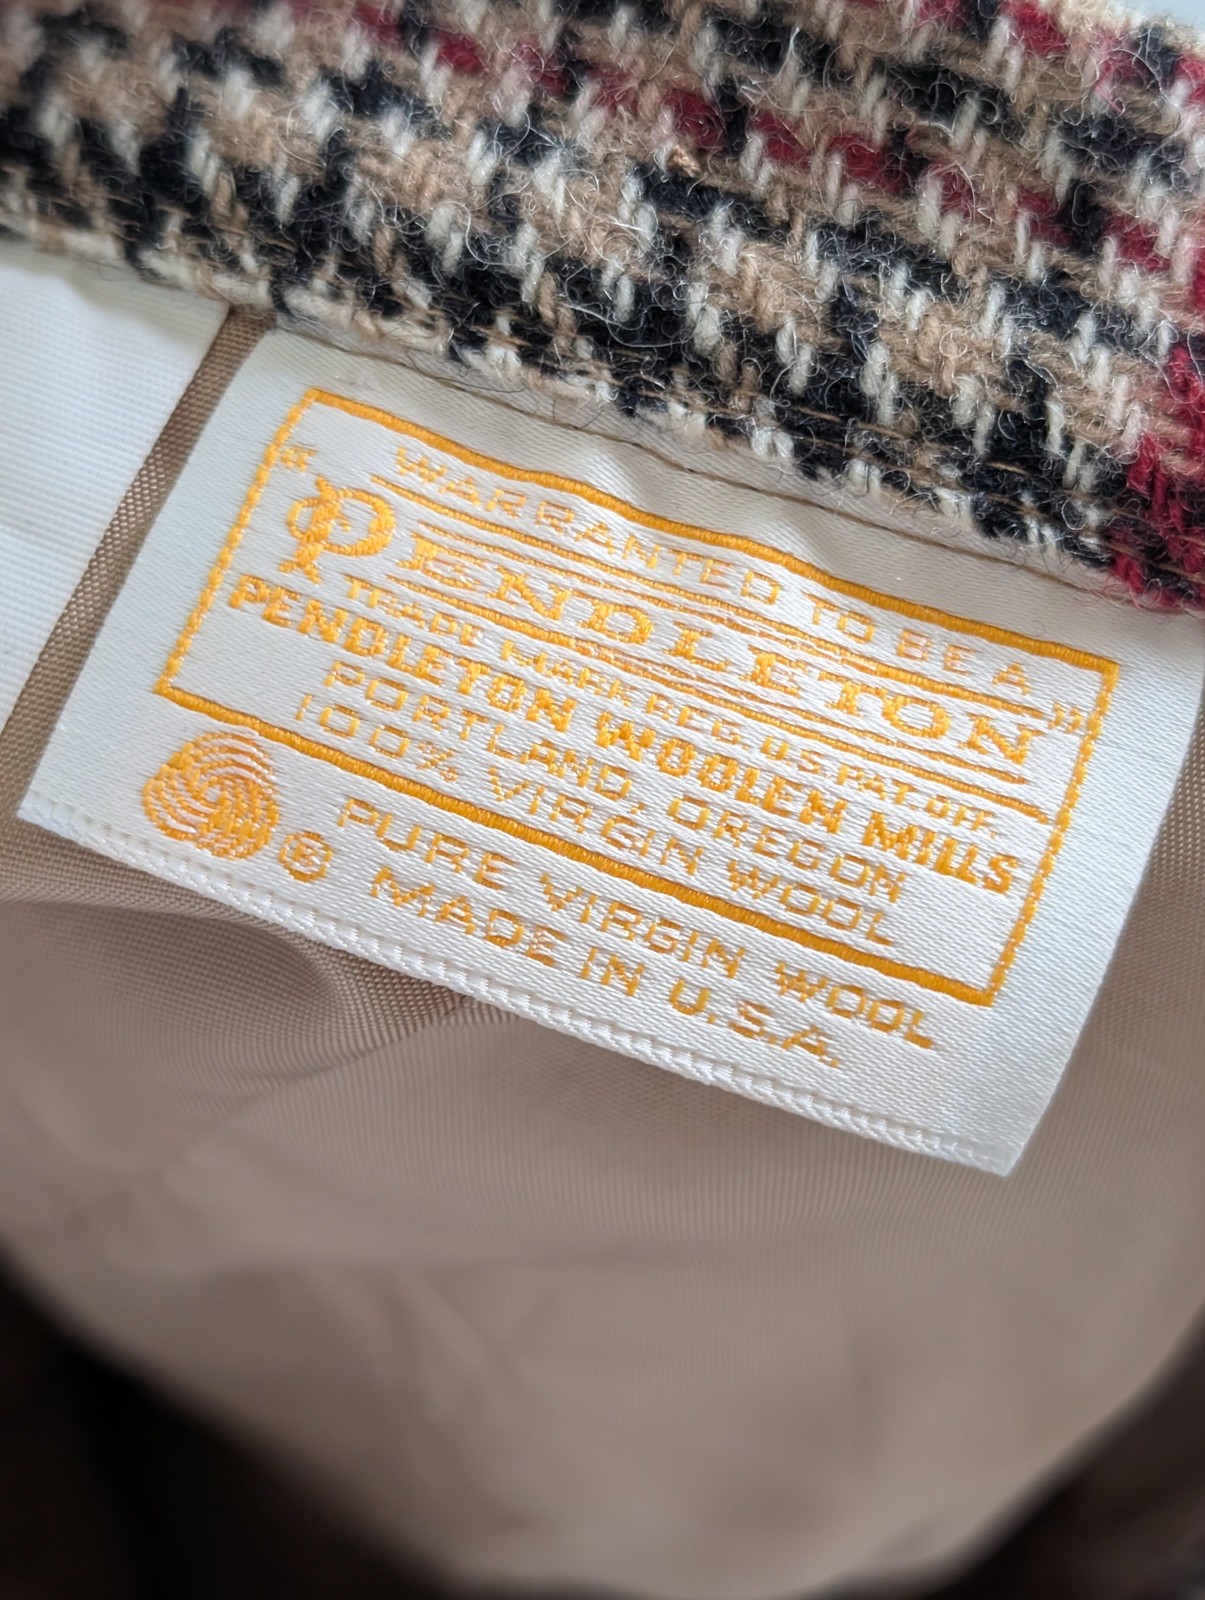 WARRANTED TO BE A
"PENDLETON"
TRADE MARK REG. U.S. PAT. OFF.
PENDLETON WOOLEN MILLS
PORTLAND, OREGON
100% VIRGIN WOOL
®
PURE VIRGIN WOOL
MADE IN U.S.A.